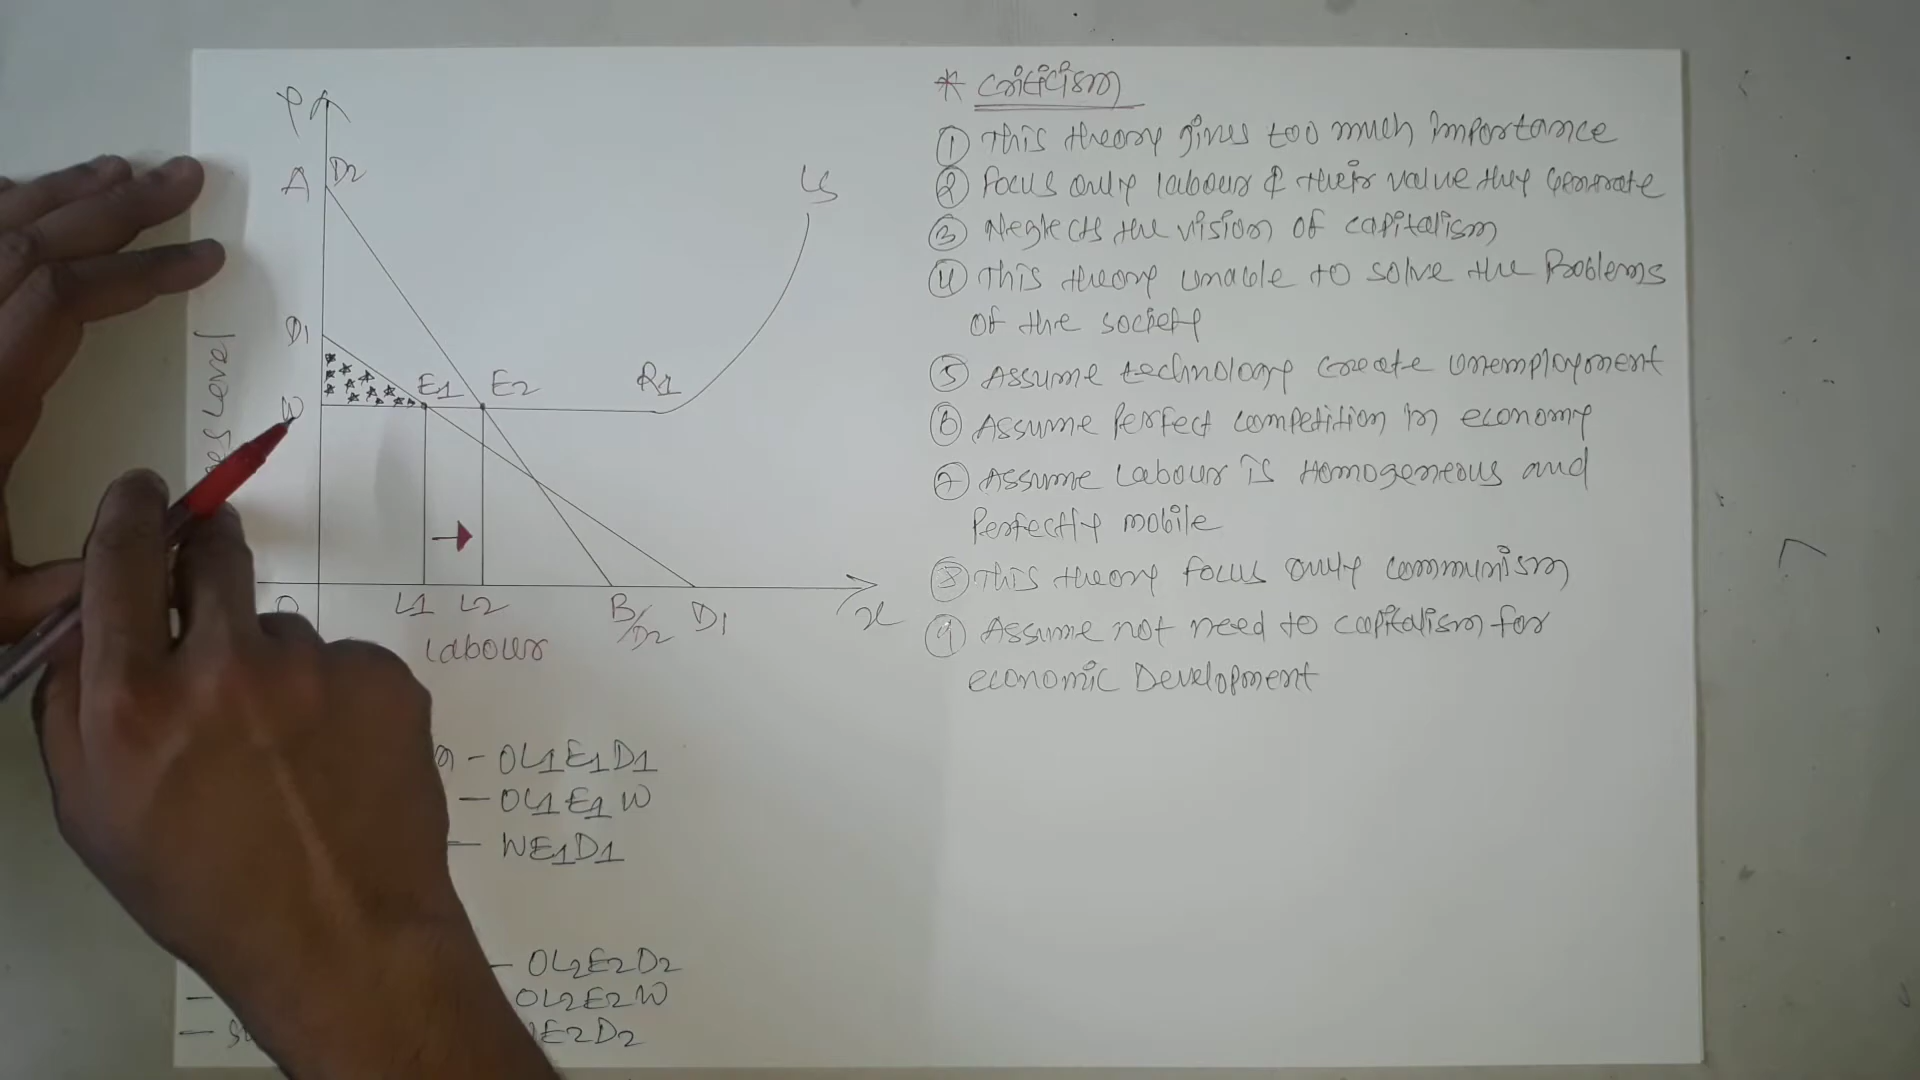 P
A D2
D1
W
Level
E1 E2 R1 LS
O L1 L2 B/D2 D1 x
Labour
- OL1E1D1
- OL1E1W
- WE1D1
- OL2E2D2
- OL2E2W
- E2D2
* Criticism
① This theory gives too much importance
② Focus only labour & their value they Generate
③ Neglects the vision of capitalism
④ This theory unable to solve the Problems
of the society
⑤ Assume technology create unemployment
⑥ Assume Perfect competition in economy
⑦ Assume Labour is Homogeneous and
Perfectly mobile
⑧ This theory focus only communism
⑨ Assume not need to capitalism for
economic Development